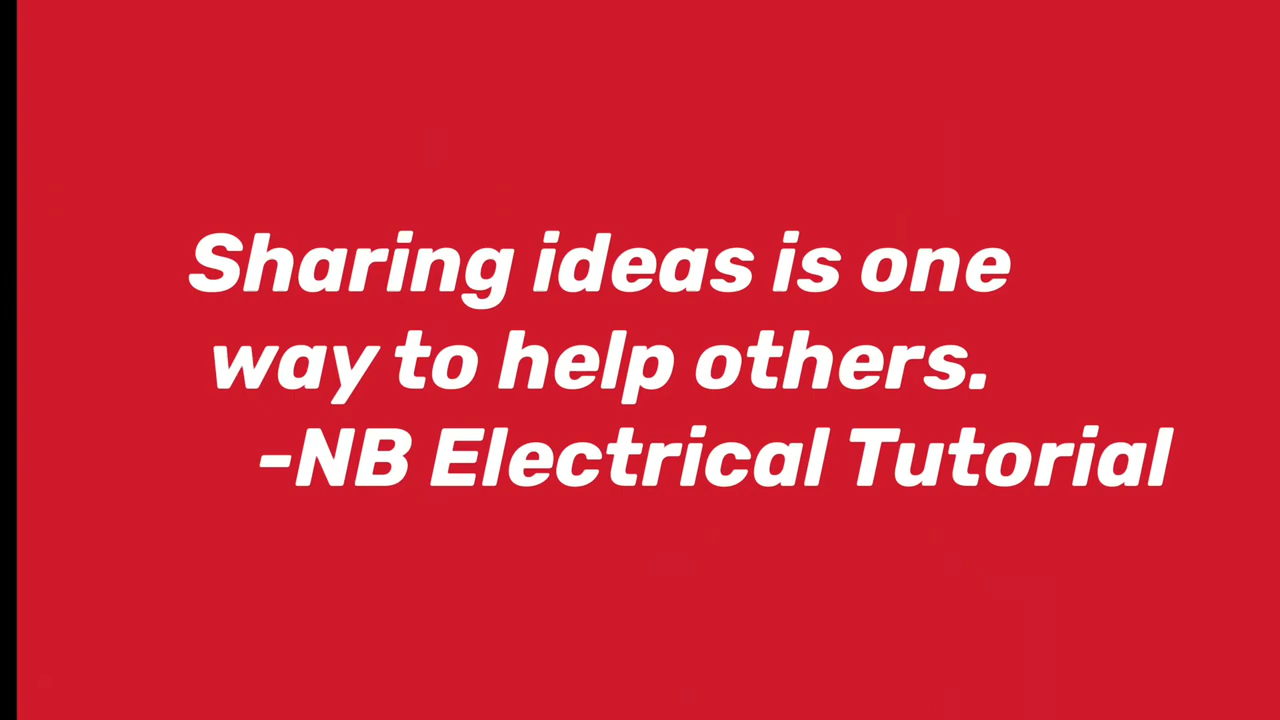 Sharing ideas is one
way to help others.
-NB Electrical Tutorial